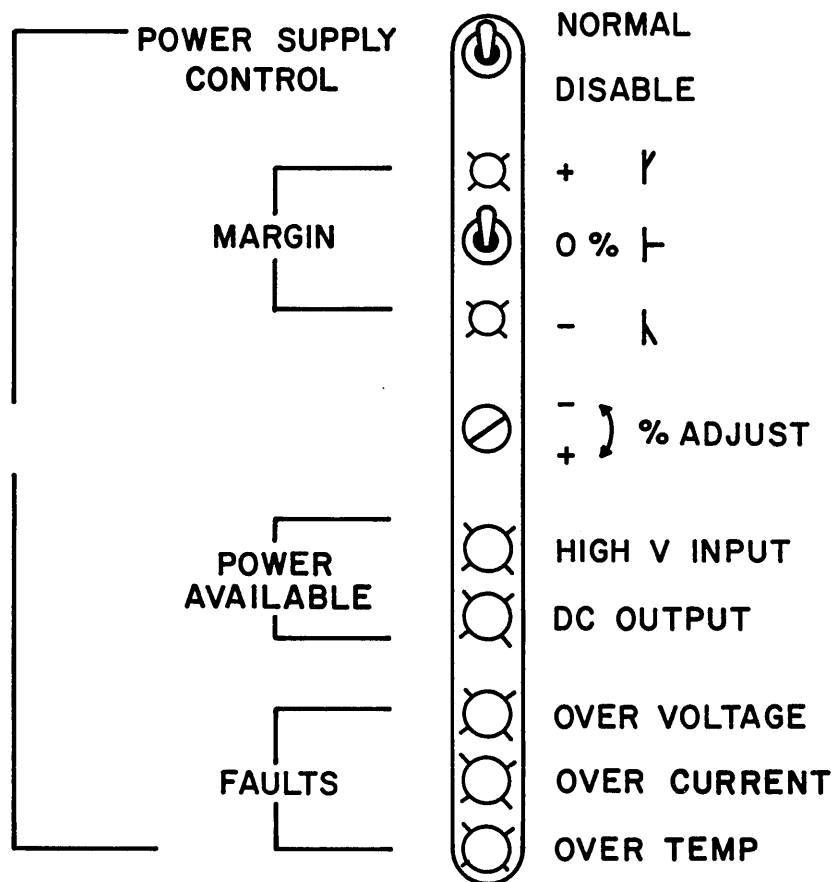 POWER SUPPLY
CONTROL
NORMAL
DISABLE
MARGIN
+
0 %
-
-
+
% ADJUST
POWER
AVAILABLE
HIGH V INPUT
DC OUTPUT
FAULTS
OVER VOLTAGE
OVER CURRENT
OVER TEMP